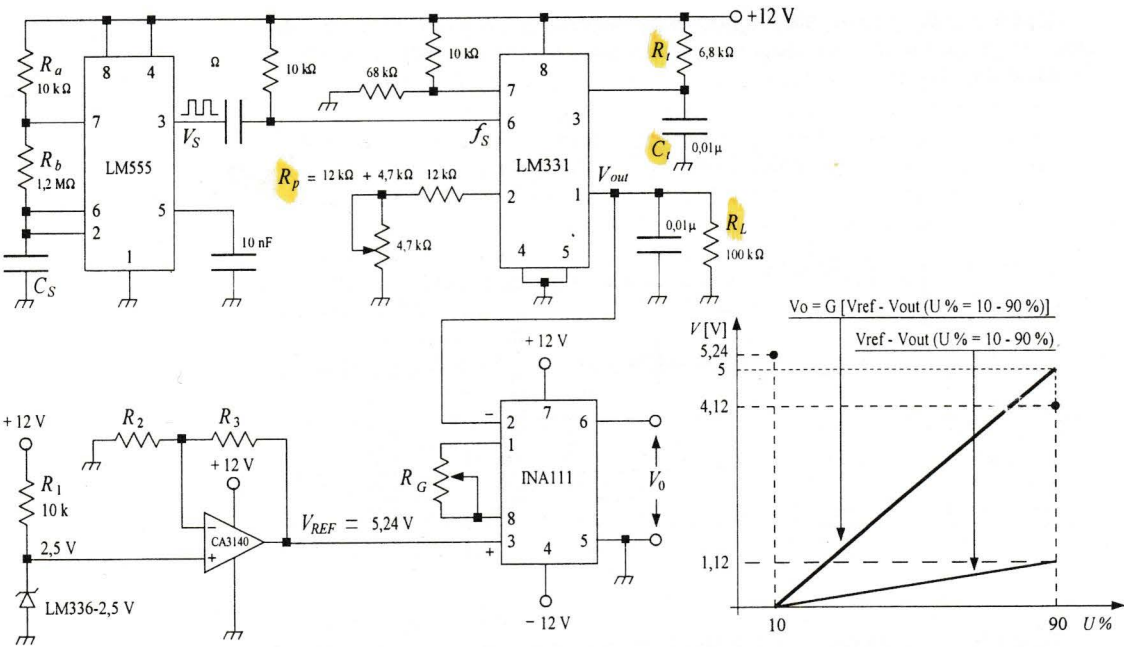 +12 V
R_a
10 kΩ
8 4
Ω
10 kΩ
10 kΩ
68 kΩ
8
R_t
6,8 kΩ
7 3
V_S
LM555
7
6
3
f_S
LM331
C_t
0,01μ
R_b
1,2 MΩ
R_p = 12 kΩ + 4,7 kΩ
12 kΩ
2
1
V_out
6
2
5
1
10 nF
C_S
4,7 kΩ
4 5
0,01μ
R_L
100 kΩ
Vo = G [Vref - Vout (U % = 10 - 90 %)]
Vref - Vout (U % = 10 - 90 %)
V [V]
5,24
5
4,12
1,12
10
90
U %
+ 12 V
R_2
R_3
+ 12 V
+ 12 V
R_1
10 k
2,5 V
LM336-2,5 V
−
+
CA3140
V_REF = 5,24 V
−
2
7
6
1
R_G
INA111
V_0
8
3
+
4
5
− 12 V